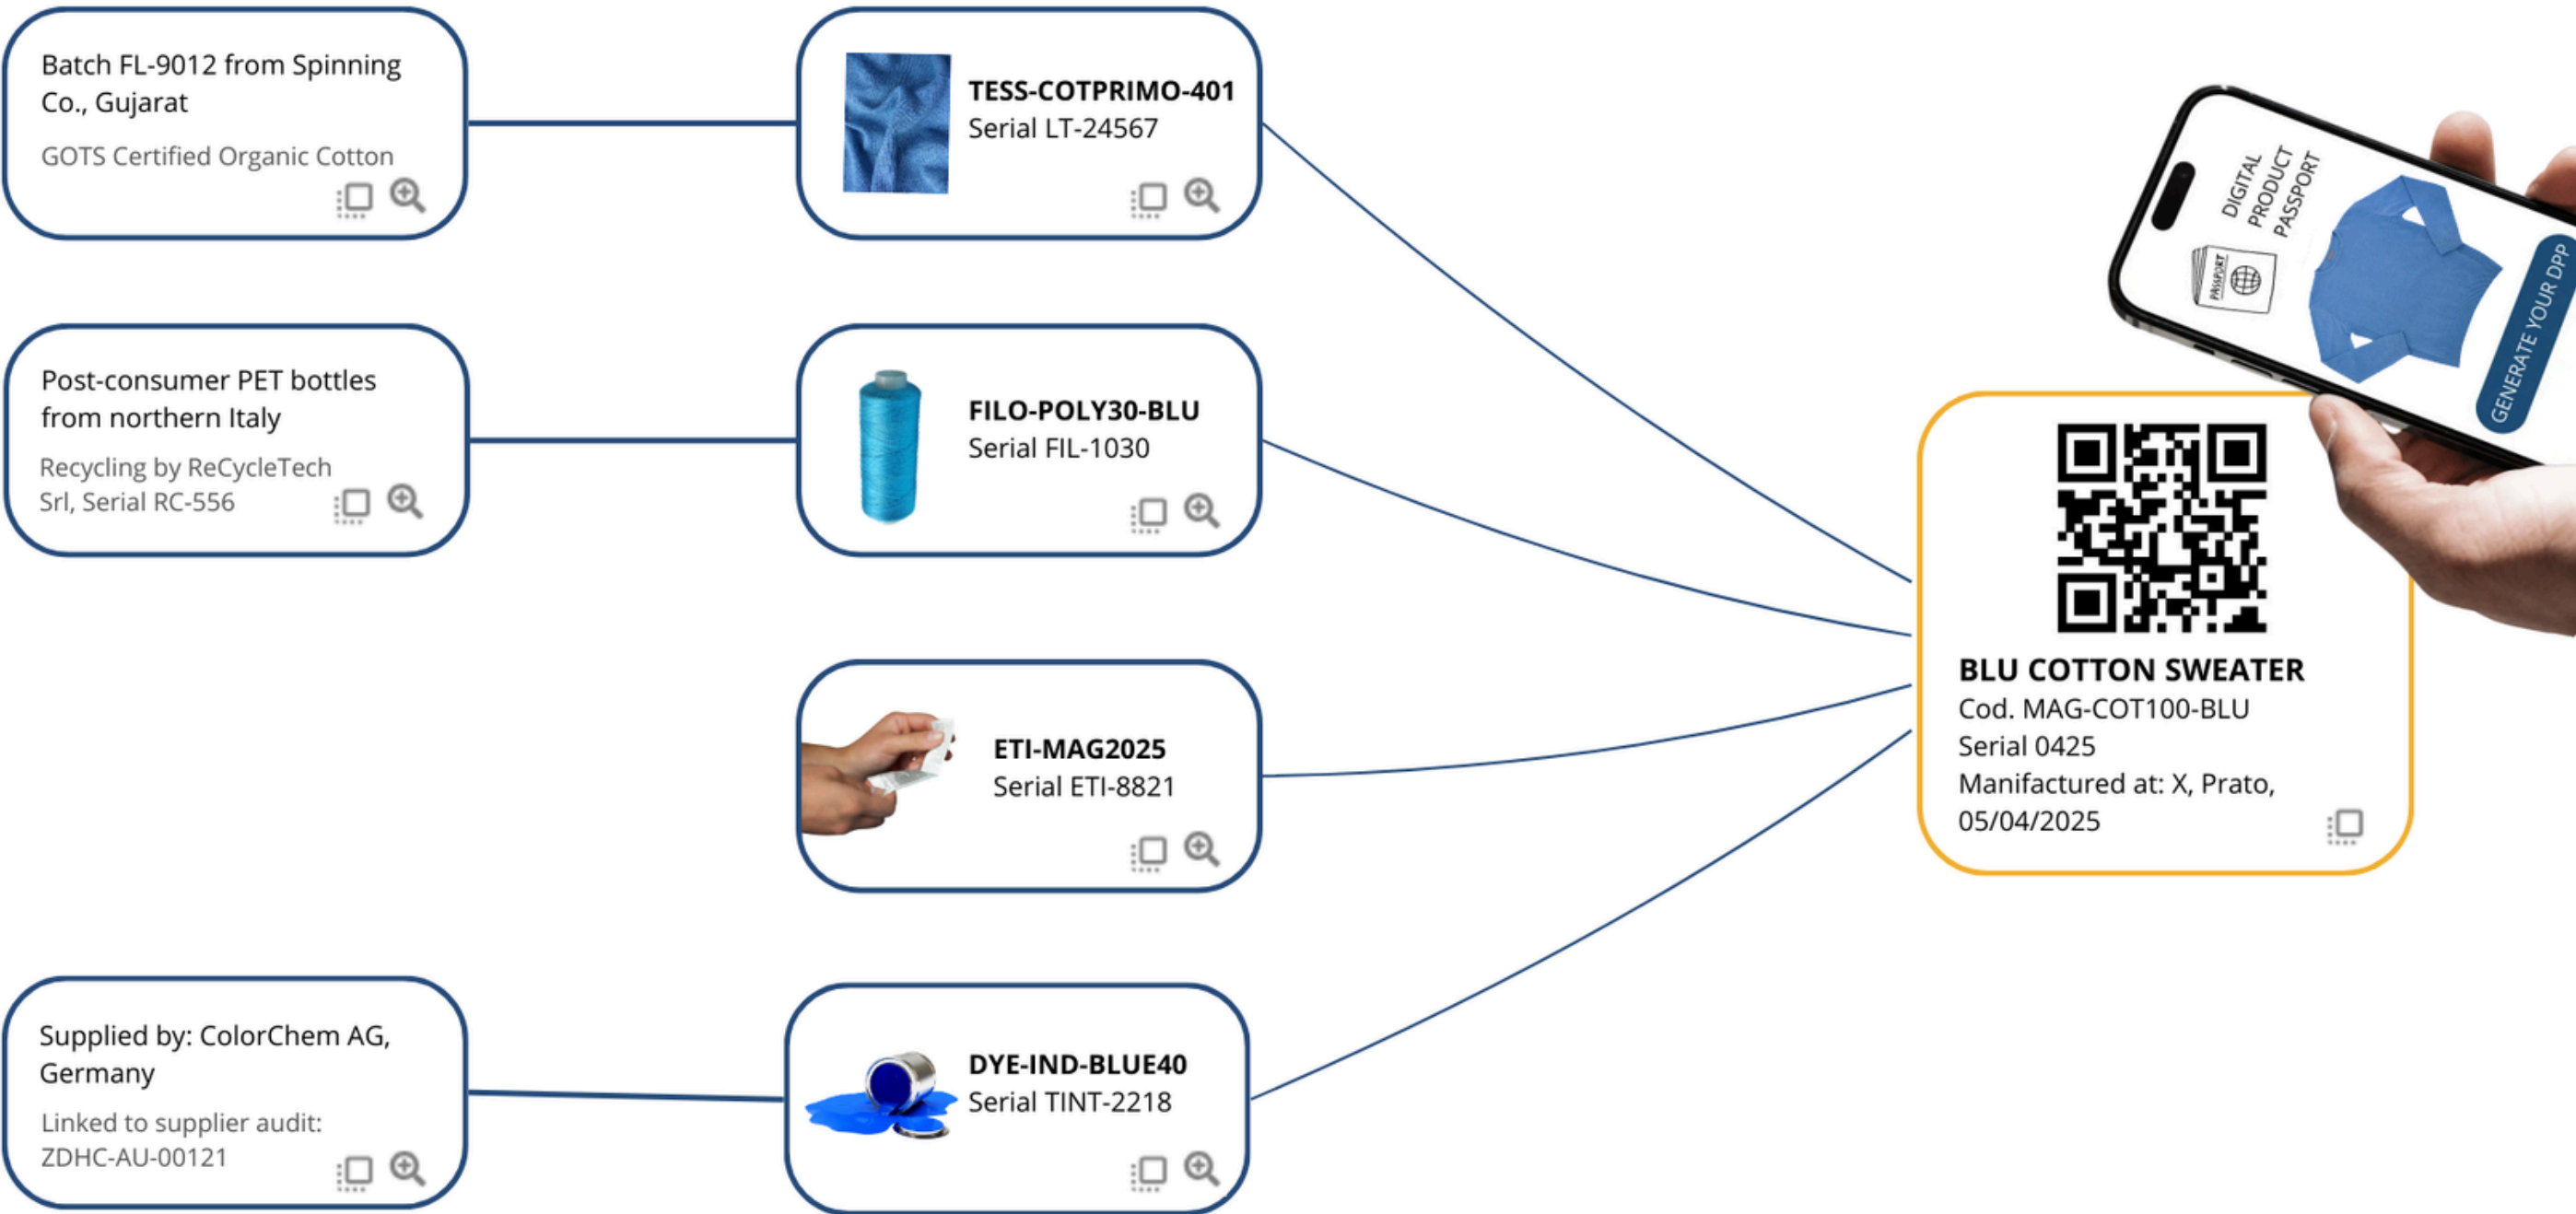 Batch FL-9012 from Spinning
Co., Gujarat
GOTS Certified Organic Cotton
TESS-COTPRIMO-401
Serial LT-24567
Post-consumer PET bottles
from northern Italy
Recycling by ReCycleTech
Srl, Serial RC-556
FILO-POLY30-BLU
Serial FIL-1030
ETI-MAG2025
Serial ETI-8821
Supplied by: ColorChem AG,
Germany
Linked to supplier audit:
ZDHC-AU-00121
DYE-IND-BLUE40
Serial TINT-2218
DIGITAL
PRODUCT
PASSPORT
PASSPORT
GENERATE YOUR DPP
BLU COTTON SWEATER
Cod. MAG-COT100-BLU
Serial 0425
Manifactured at: X, Prato,
05/04/2025